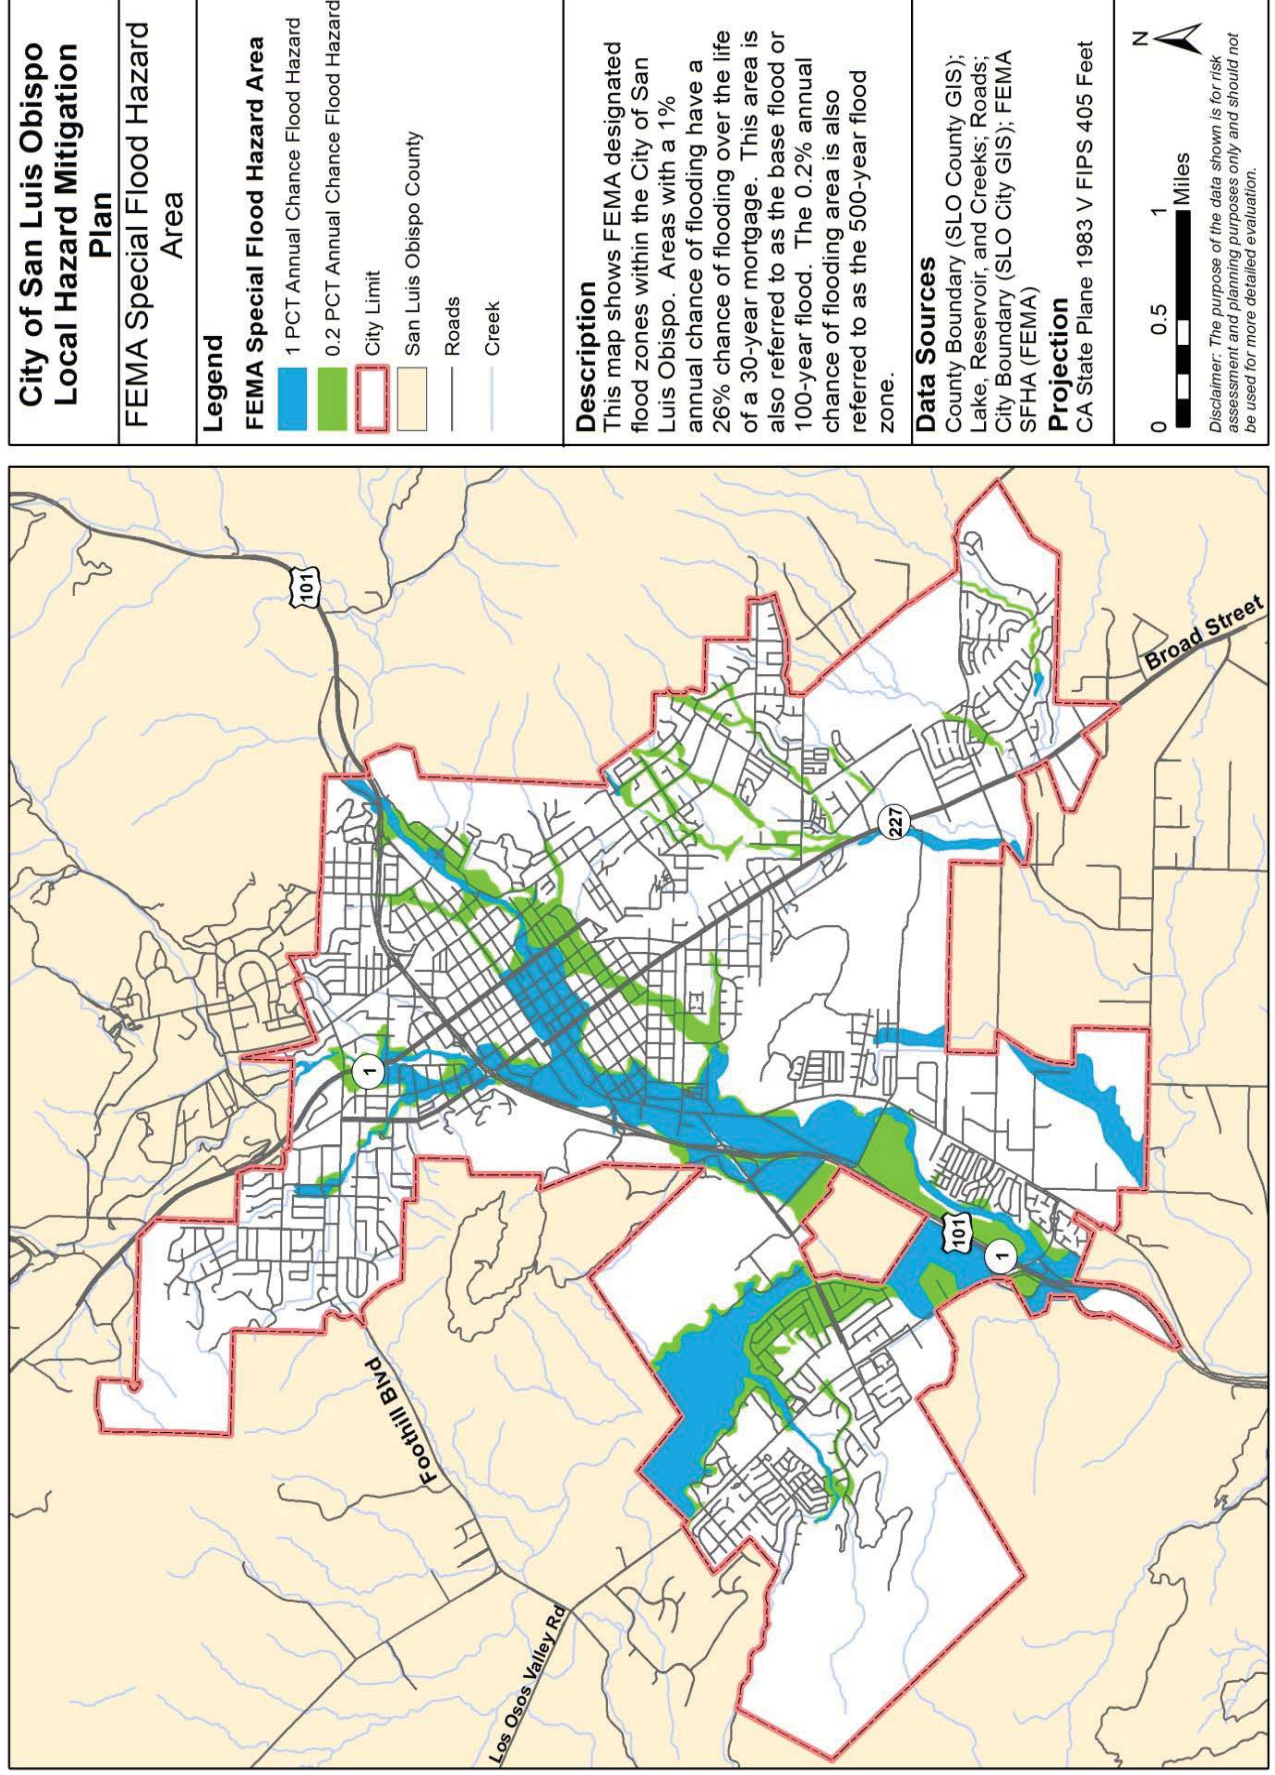 City of San Luis Obispo
Local Hazard Mitigation
Plan
FEMA Special Flood Hazard
Area
Legend
FEMA Special Flood Hazard Area
1 PCT Annual Chance Flood Hazard
0.2 PCT Annual Chance Flood Hazard
City Limit
San Luis Obispo County
Roads
Creek
Description
This map shows FEMA designated
flood zones within the City of San
Luis Obispo. Areas with a 1%
annual chance of flooding have a
26% chance of flooding over the life
of a 30-year mortgage. This area is
also referred to as the base flood or
100-year flood. The 0.2% annual
chance of flooding area is also
referred to as the 500-year flood
zone.
Data Sources
County Boundary (SLO County GIS);
Lake, Reservoir, and Creeks; Roads;
City Boundary (SLO City GIS); FEMA
SFHA (FEMA)
Projection
CA State Plane 1983 V FIPS 405 Feet
N
0 0.5 1
Miles
Disclaimer: The purpose of the data shown is for risk
assessment and planning purposes only and should not
be used for more detailed evaluation.
101
1
Foothill Blvd
Los Osos Valley Rd
227
Broad Street
101
1